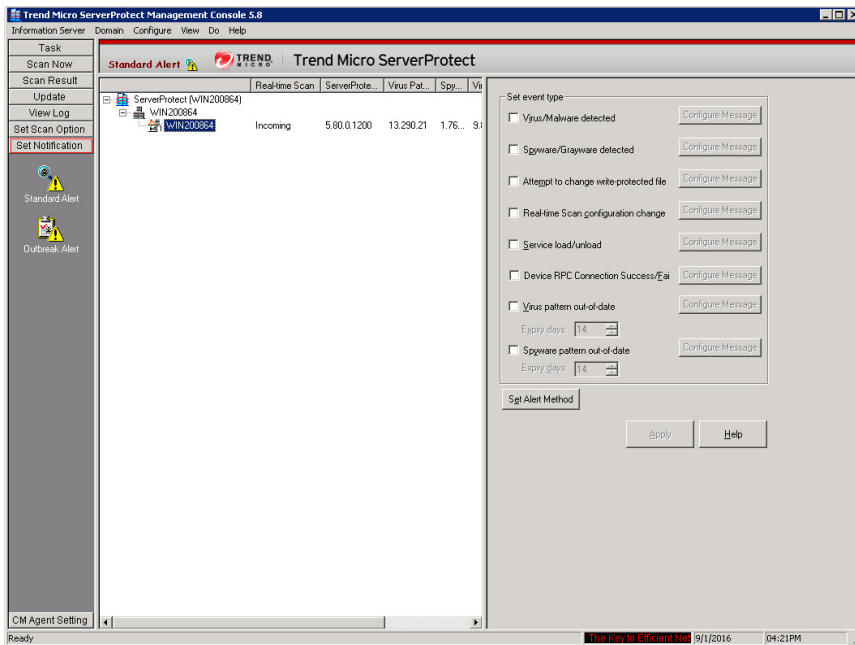 Trend Micro ServerProtect Management Console 5.8
Information Server Domain Configure View Do Help
Task
Scan Now
Scan Result
Update
View Log
Set Scan Option
Set Notification
Standard Alert
Outbreak Alert
CM Agent Setting
Standard Alert
TREND MICRO
Trend Micro ServerProtect
Real-time Scan ServerProte... Virus Pat... Spy... Vi
ServerProtect (WIN200864)
WIN200864
WIN200864 Incoming 5.80.0.1200 13.290.21 1.76... 9.
Set event type
Virus/Malware detected Configure Message
Spyware/Grayware detected Configure Message
Attempt to change write-protected file Configure Message
Real-time Scan configuration change Configure Message
Service load/unload Configure Message
Device RPC Connection Success/Fai Configure Message
Virus pattern out-of-date Configure Message
Expiry days: 14
Spyware pattern out-of-date Configure Message
Expiry days: 14
Set Alert Method
Apply Help
Ready The Key to Efficient Net 9/1/2016 04:21PM